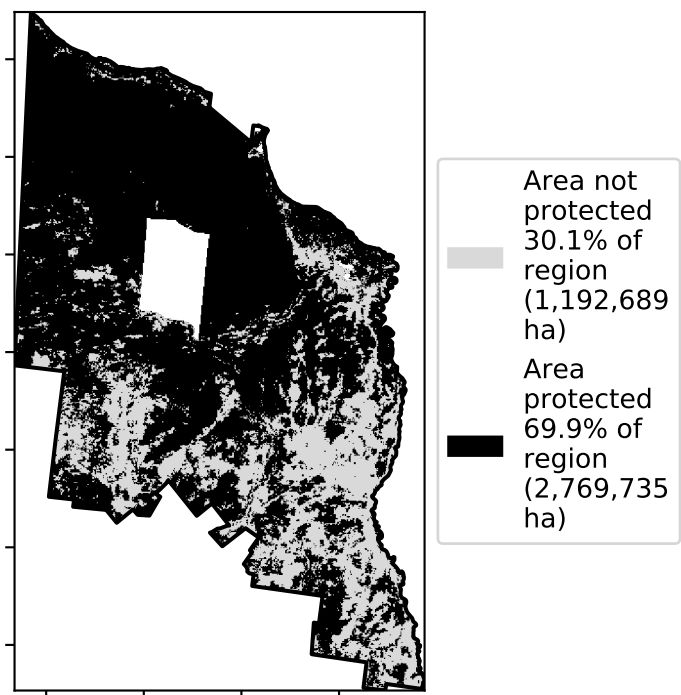 Area not
protected
30.1% of
region
(1,192,689
ha)
Area
protected
69.9% of
region
(2,769,735
ha)